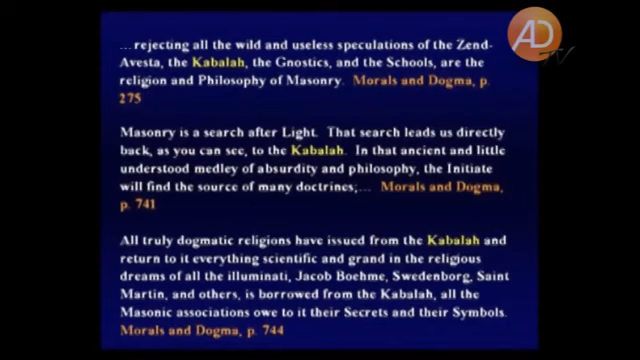 AD
TV
... rejecting all the wild and useless speculations of the Zend-
Avesta, the Kabalah, the Gnostics, and the Schools, are the
religion and Philosophy of Masonry. Morals and Dogma, p.
275
Masonry is a search after Light. That search leads us directly
back, as you can see, to the Kabalah. In that ancient and little
understood medley of absurdity and philosophy, the Initiate
will find the source of many doctrines;... Morals and Dogma,
p. 741
All truly dogmatic religions have issued from the Kabalah and
return to it everything scientific and grand in the religious
dreams of all the illuminati, Jacob Boehme, Swedenborg, Saint
Martin, and others, is borrowed from the Kabalah, all the
Masonic associations owe to it their Secrets and their Symbols.
Morals and Dogma, p. 744